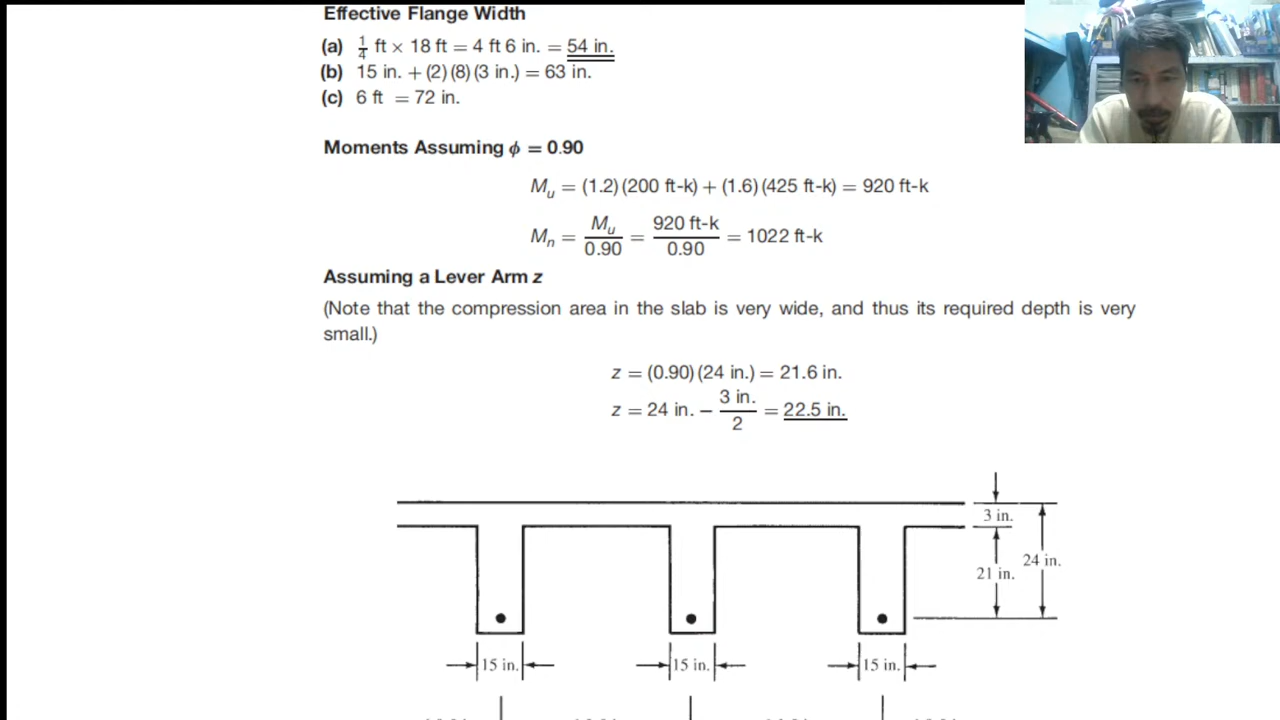 Effective Flange Width
(a) 1/4 ft × 18 ft = 4 ft 6 in. = 54 in.
(b) 15 in. + (2)(8)(3 in.) = 63 in.
(c) 6 ft = 72 in.
Moments Assuming ϕ = 0.90
Mu = (1.2)(200 ft-k) + (1.6)(425 ft-k) = 920 ft-k
Mn = Mu/0.90 = 920 ft-k/0.90 = 1022 ft-k
Assuming a Lever Arm z
(Note that the compression area in the slab is very wide, and thus its required depth is very
small.)
z = (0.90)(24 in.) = 21.6 in.
z = 24 in. − 3 in./2 = 22.5 in.
3 in.
24 in.
21 in.
15 in. 15 in. 15 in.